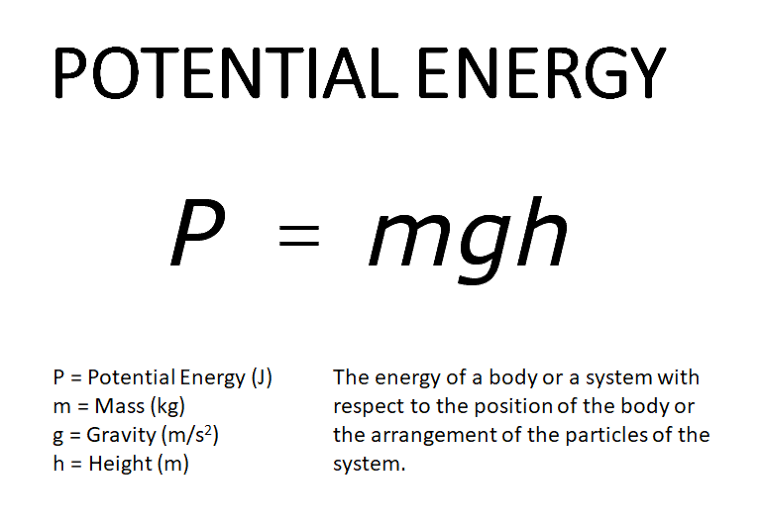 POTENTIAL ENERGY
P = mgh
P = Potential Energy (J)
m = Mass (kg)
g = Gravity (m/s²)
h = Height (m)
The energy of a body or a system with
respect to the position of the body or
the arrangement of the particles of the
system.